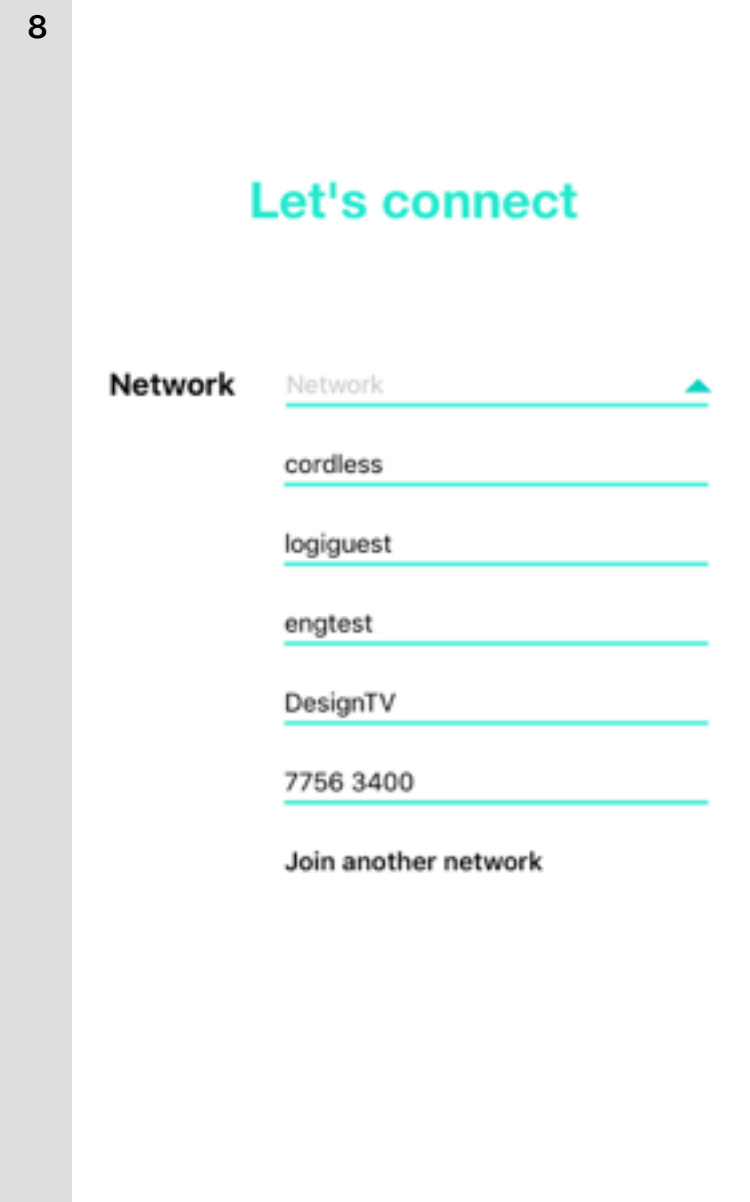 8
Let's connect
Network Network
cordless
logiguest
engtest
DesignTV
7756 3400
Join another network